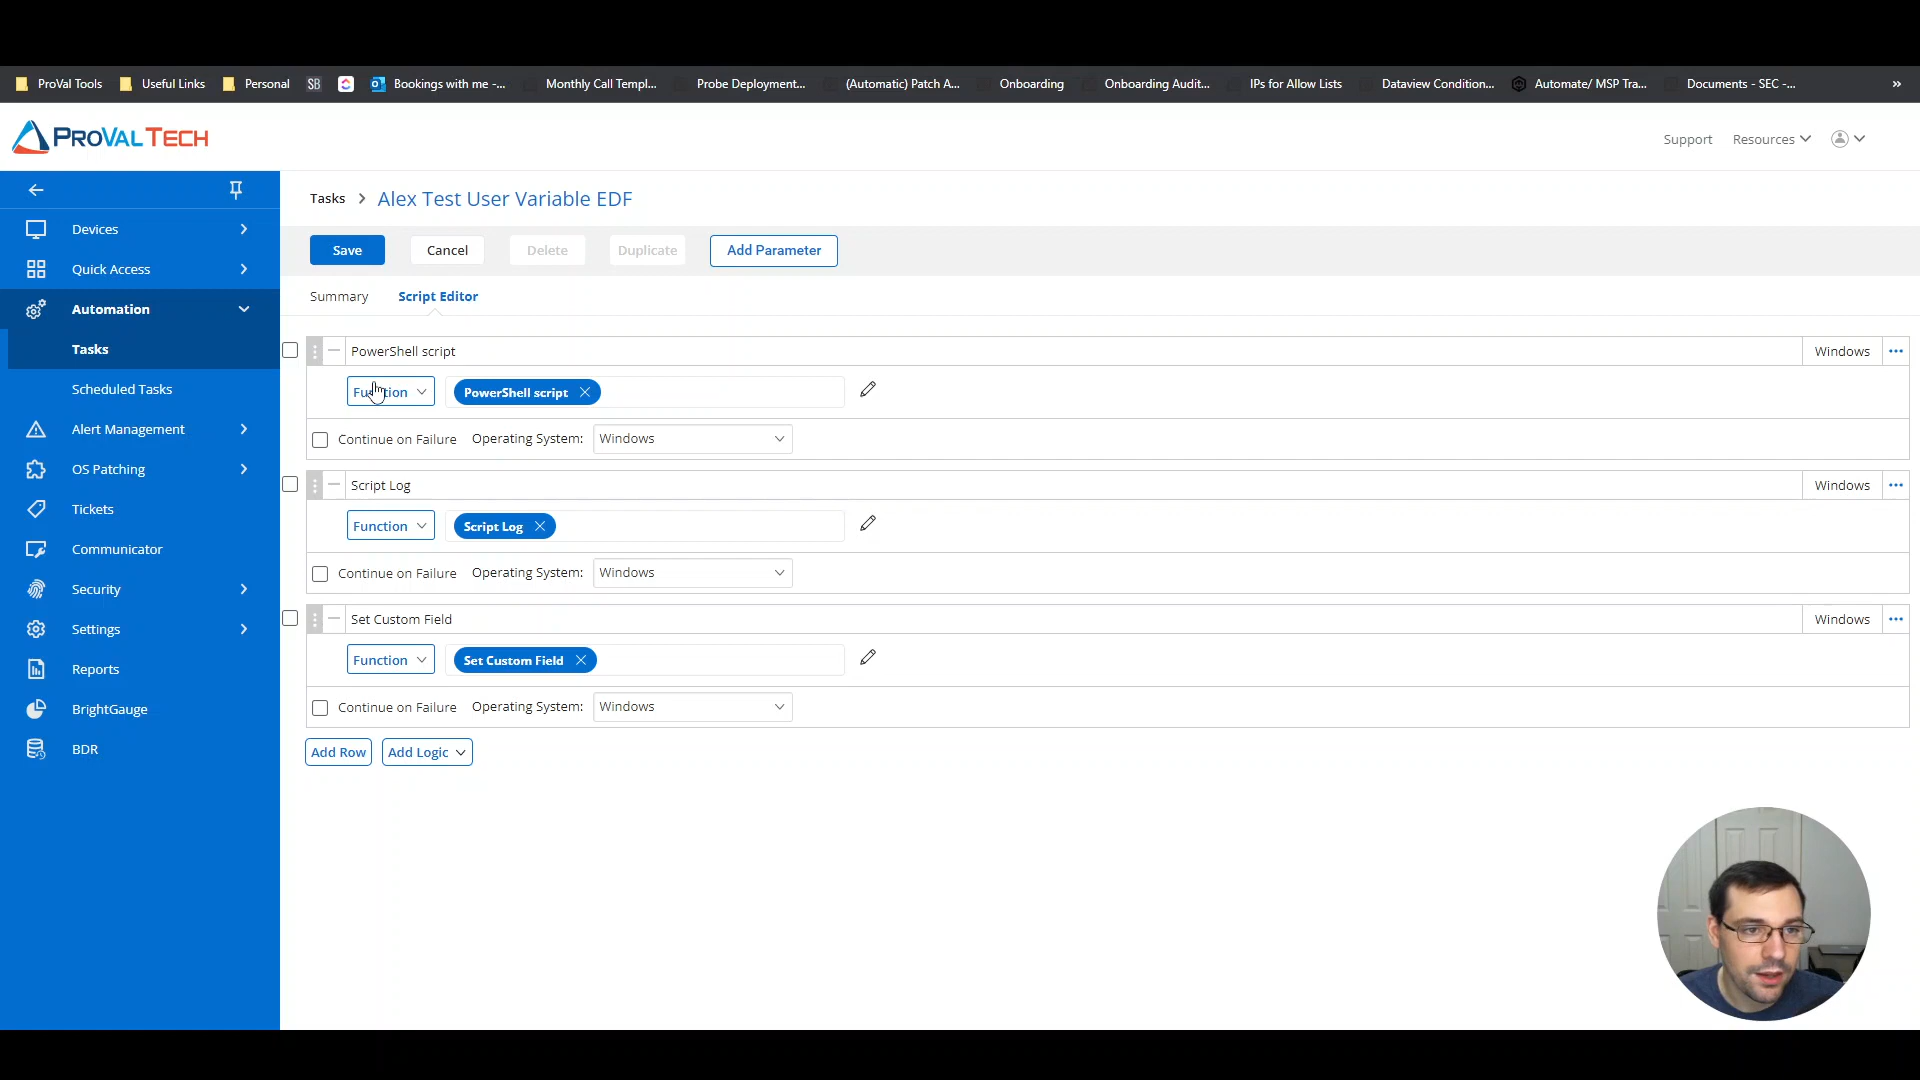 ProVal Tools Useful Links Personal SB Bookings with me -... Monthly Call Templ... Probe Deployment... (Automatic) Patch A... Onboarding Onboarding Audit... IPs for Allow Lists Dataview Condition... Automate/ MSP Tra... Documents - SEC -... »
PROVAL TECH
Support Resources
Tasks > Alex Test User Variable EDF
Save Cancel Delete Duplicate Add Parameter
Summary Script Editor
Devices
Quick Access
Automation
Tasks
Scheduled Tasks
Alert Management
OS Patching
Tickets
Communicator
Security
Settings
Reports
BrightGauge
BDR
PowerShell script Windows
Function PowerShell script
Continue on Failure Operating System: Windows
Script Log Windows
Function Script Log
Continue on Failure Operating System: Windows
Set Custom Field Windows
Function Set Custom Field
Continue on Failure Operating System: Windows
Add Row Add Logic